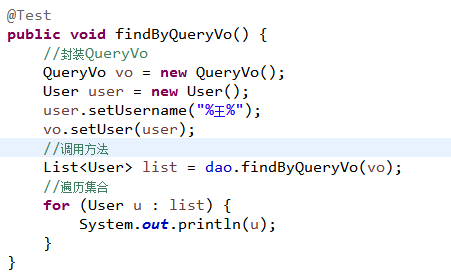 @Test
public void findByQueryVo() {
    //封装QueryVo
    QueryVo vo = new QueryVo();
    User user = new User();
    user.setUsername("%王%");
    vo.setUser(user);
    //调用方法
    List<User> list = dao.findByQueryVo(vo);
    //遍历集合
    for (User u : list) {
        System.out.println(u);
    }
}